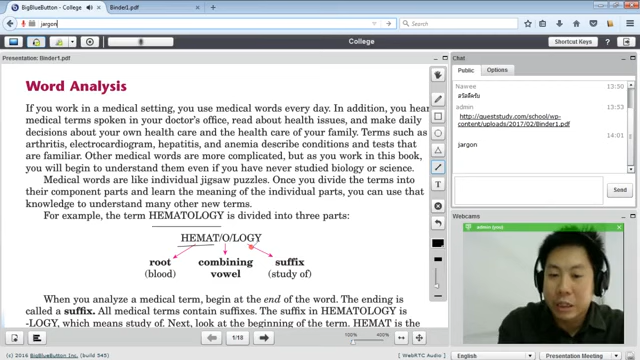 BigBlueButton - College
Binder1.pdf
jargon
College
Shortcut Keys
Logout
Presentation: Binder1.pdf
Word Analysis
If you work in a medical setting, you use medical words every day. In addition, you hear
medical terms spoken in your doctor's office, read about health issues, and make daily
decisions about your own health care and the health care of your family. Terms such as
arthritis, electrocardiogram, hepatitis, and anemia describe conditions and tests that
are familiar. Other medical words are more complicated, but as you work in this book,
you will begin to understand them even if you have never studied biology or science.
Medical words are like individual jigsaw puzzles. Once you divide the terms into
their component parts and learn the meaning of the individual parts, you can use that
knowledge to understand many other new terms.
For example, the term HEMATOLOGY is divided into three parts:
HEMAT/O/LOGY
root combining suffix
(blood) vowel (study of)
When you analyze a medical term, begin at the end of the word. The ending is
called a suffix. All medical terms contain suffixes. The suffix in HEMATOLOGY is
-LOGY, which means study of. Next, look at the beginning of the term. HEMAT is the
1/18
100% 400%
Chat
Public Options
Nawee 13:50
สวัสดีครับ
admin 13:53
http://queststudy.com/school/wp-content/uploads/2017/02/Binder1.pdf
14:01
jargon
Send
Webcams
admin
(c) 2016 BigBlueButton Inc. (build 545)
[ WebRTC Audio ]
English
Default Layout